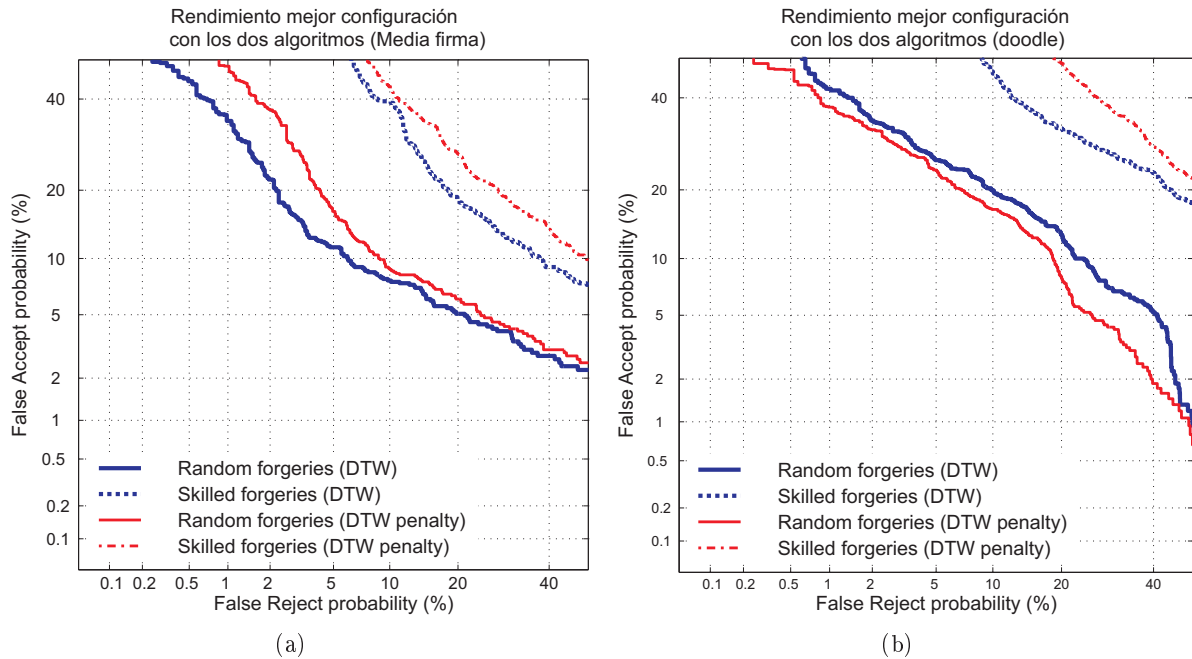 Rendimiento mejor configuración
con los dos algoritmos (Media firma)
False Accept probability (%)
40
20
10
5
2
1
0.5
0.2
0.1
Random forgeries (DTW)
Skilled forgeries (DTW)
Random forgeries (DTW penalty)
Skilled forgeries (DTW penalty)
0.1 0.2 0.5 1 2 5 10 20 40
False Reject probability (%)
(a)
Rendimiento mejor configuración
con los dos algoritmos (doodle)
False Accept probability (%)
40
20
10
5
2
1
0.5
0.2
0.1
Random forgeries (DTW)
Skilled forgeries (DTW)
Random forgeries (DTW penalty)
Skilled forgeries (DTW penalty)
0.1 0.2 0.5 1 2 5 10 20 40
False Reject probability (%)
(b)